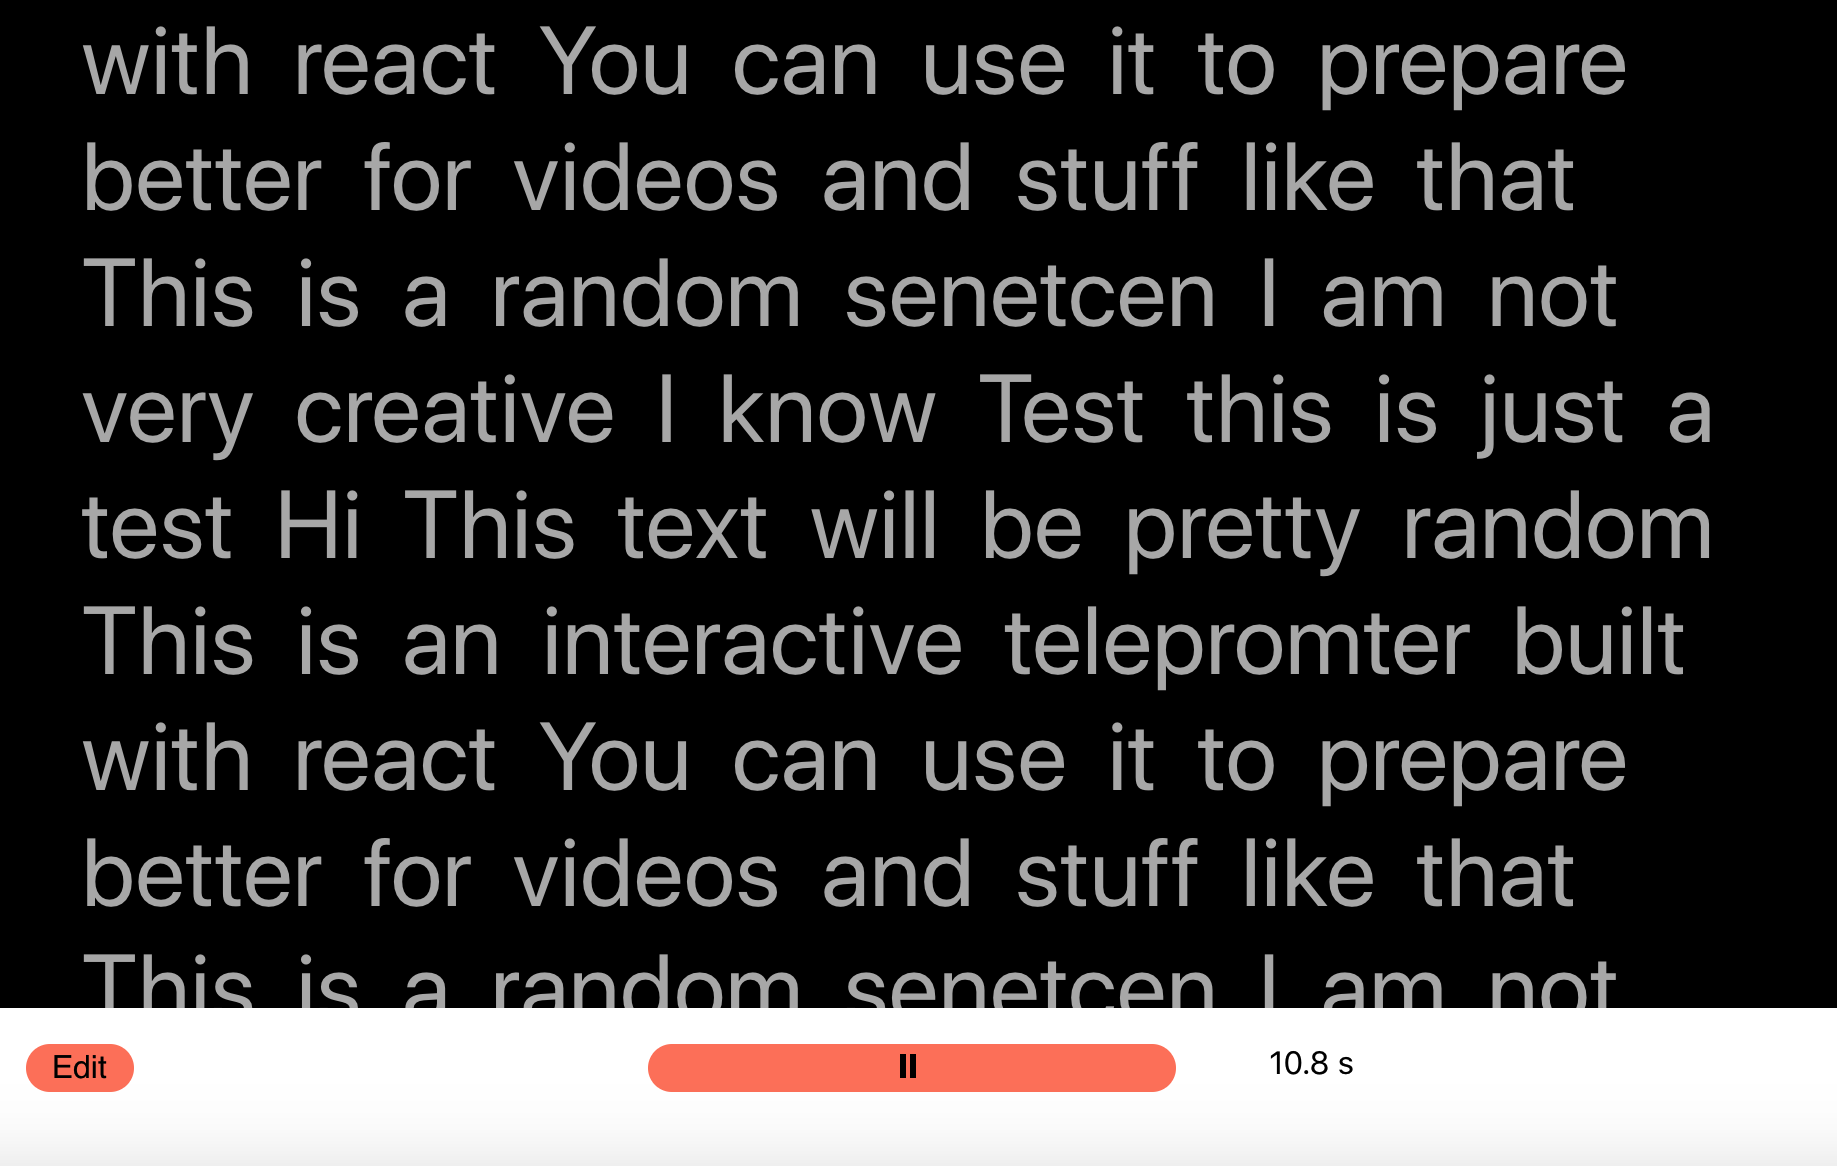 with react You can use it to prepare
better for videos and stuff like that
This is a random senetcen I am not
very creative I know Test this is just a
test Hi This text will be pretty random
This is an interactive telepromter built
with react You can use it to prepare
better for videos and stuff like that
This is a random senetcen I am not
Edit
10.8 s